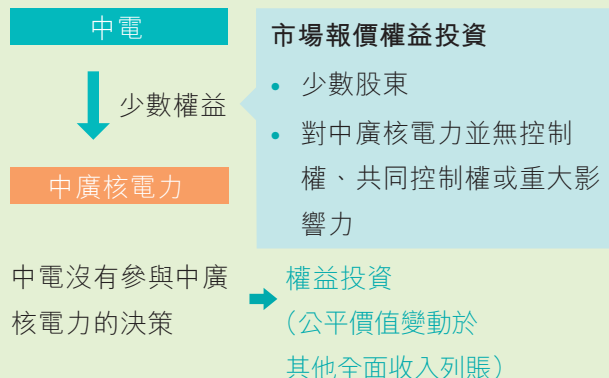 中電
少數權益
中廣核電力
市場報價權益投資
• 少數股東
• 對中廣核電力並無控制
權、共同控制權或重大影
響力
中電沒有參與中廣
核電力的決策
權益投資
(公平價值變動於
其他全面收入列賬)